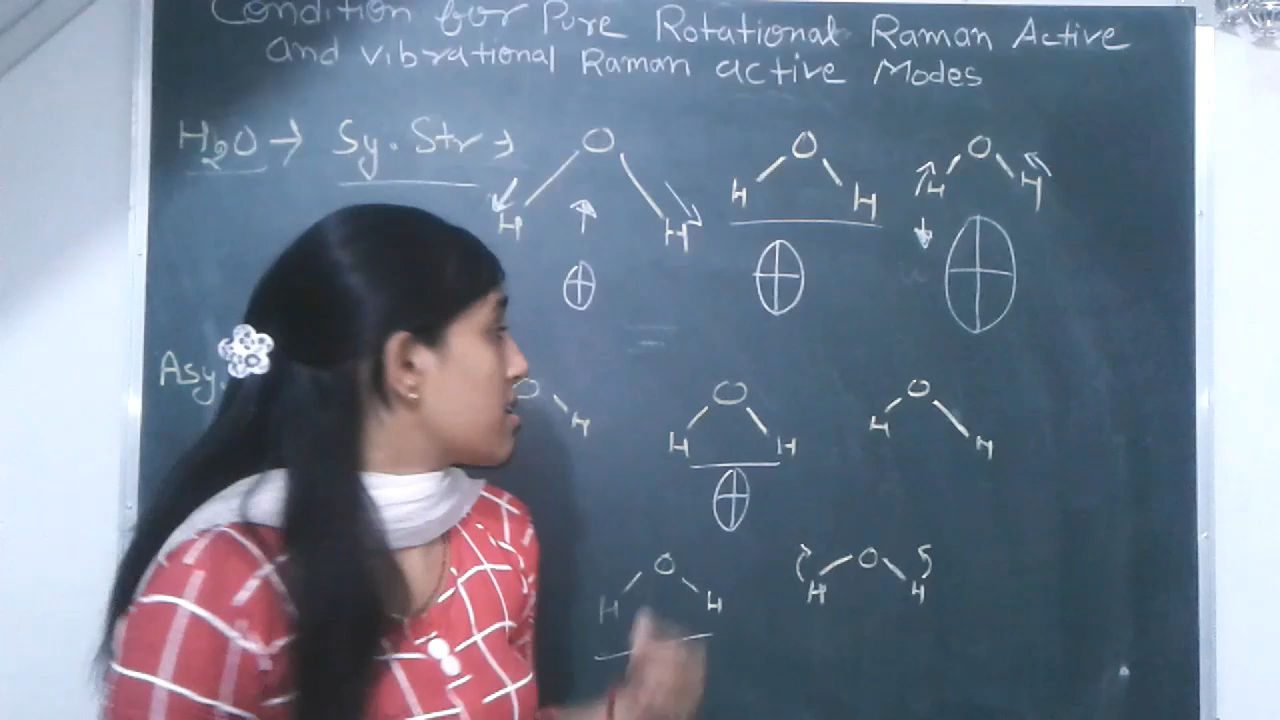 Condition for Pure Rotational Raman Active
and vibrational Raman active Modes
H2O → Sy. Str → O O O
H H H H H H
Asy. O O O
H H H H H
O O
H H H H